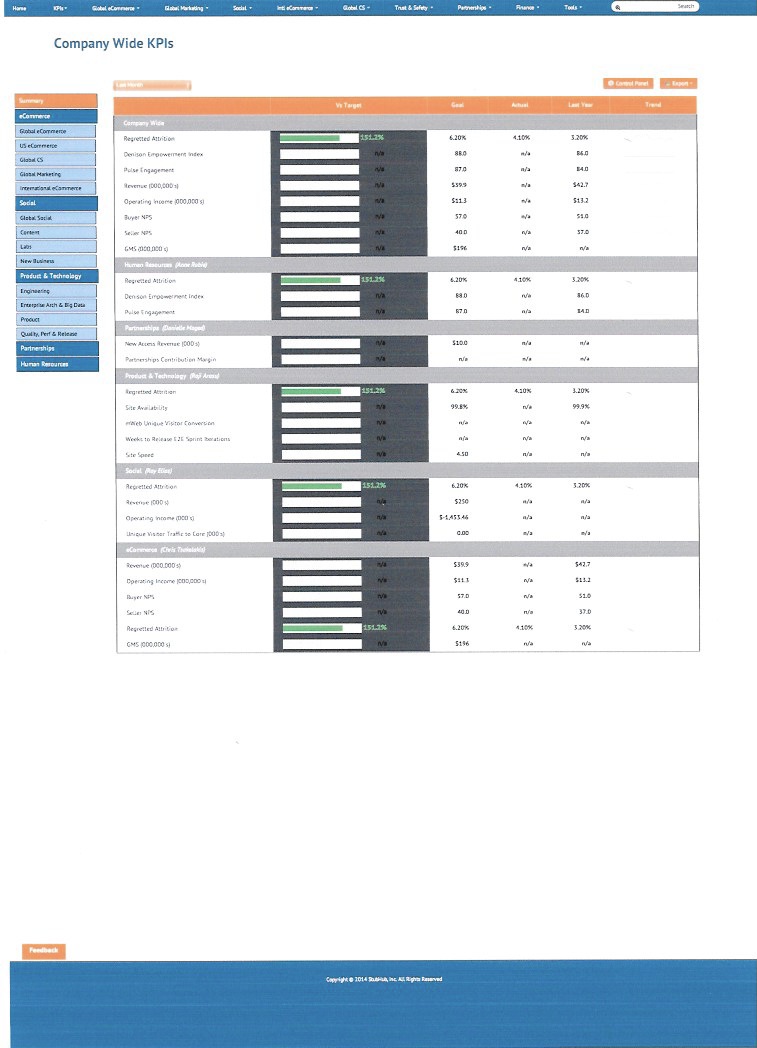 Home KPIs Global eCommerce Global Marketing Social Intl eCommerce Global CS Trust & Safety Partnerships Finance Tools Search
Company Wide KPIs
Last Month Control Panel Export
Summary
eCommerce
Global eCommerce
US eCommerce
Global CS
Global Marketing
International eCommerce
Social
Global Social
Content
Labs
New Business
Product & Technology
Engineering
Enterprise Arch & Big Data
Product
Quality, Perf & Release
Partnerships
Human Resources
Vs Target Goal Actual Last Year Trend
Company Wide
Regretted Attrition 151.2% 6.20% 4.10% 3.20%
Denison Empowerment Index n/a 88.0 n/a 86.0
Pulse Engagement n/a 87.0 n/a 84.0
Revenue (000,000's) n/a $39.9 n/a $42.7
Operating Income (000,000's) n/a $11.3 n/a $13.2
Buyer NPS n/a 57.0 n/a 51.0
Seller NPS n/a 40.0 n/a 37.0
GMS (000,000's) n/a $196 n/a n/a
Human Resources
Regretted Attrition 151.2% 6.20% 4.10% 3.20%
Denison Empowerment Index n/a 88.0 n/a 86.0
Pulse Engagement n/a 87.0 n/a 84.0
Partnerships
New Access Revenue (000's) n/a $10.0 n/a n/a
Partnerships Contribution Margin n/a n/a n/a n/a
Product & Technology
Regretted Attrition 151.2% 6.20% 4.10% 3.20%
Site Availability n/a 99.8% n/a 99.9%
mWeb Unique Visitor Conversion n/a n/a n/a n/a
Weeks to Release Sprint Iterations n/a n/a n/a n/a
Site Speed n/a 4.50 n/a n/a
Social
Regretted Attrition 151.2% 6.20% 4.10% 3.20%
Revenue (000's) n/a $250 n/a n/a
Operating Income (000's) n/a $-1,453.46 n/a n/a
Unique Visitor Traffic to Core (000's) n/a 0.00 n/a n/a
eCommerce
Revenue (000,000's) n/a $39.9 n/a $42.7
Operating Income (000,000's) n/a $11.3 n/a $13.2
Buyer NPS n/a 57.0 n/a 51.0
Seller NPS n/a 40.0 n/a 37.0
Regretted Attrition 151.2% 6.20% 4.10% 3.20%
GMS (000,000's) n/a $196 n/a n/a
Feedback
Copyright © 2014 StubHub, Inc. All Rights Reserved